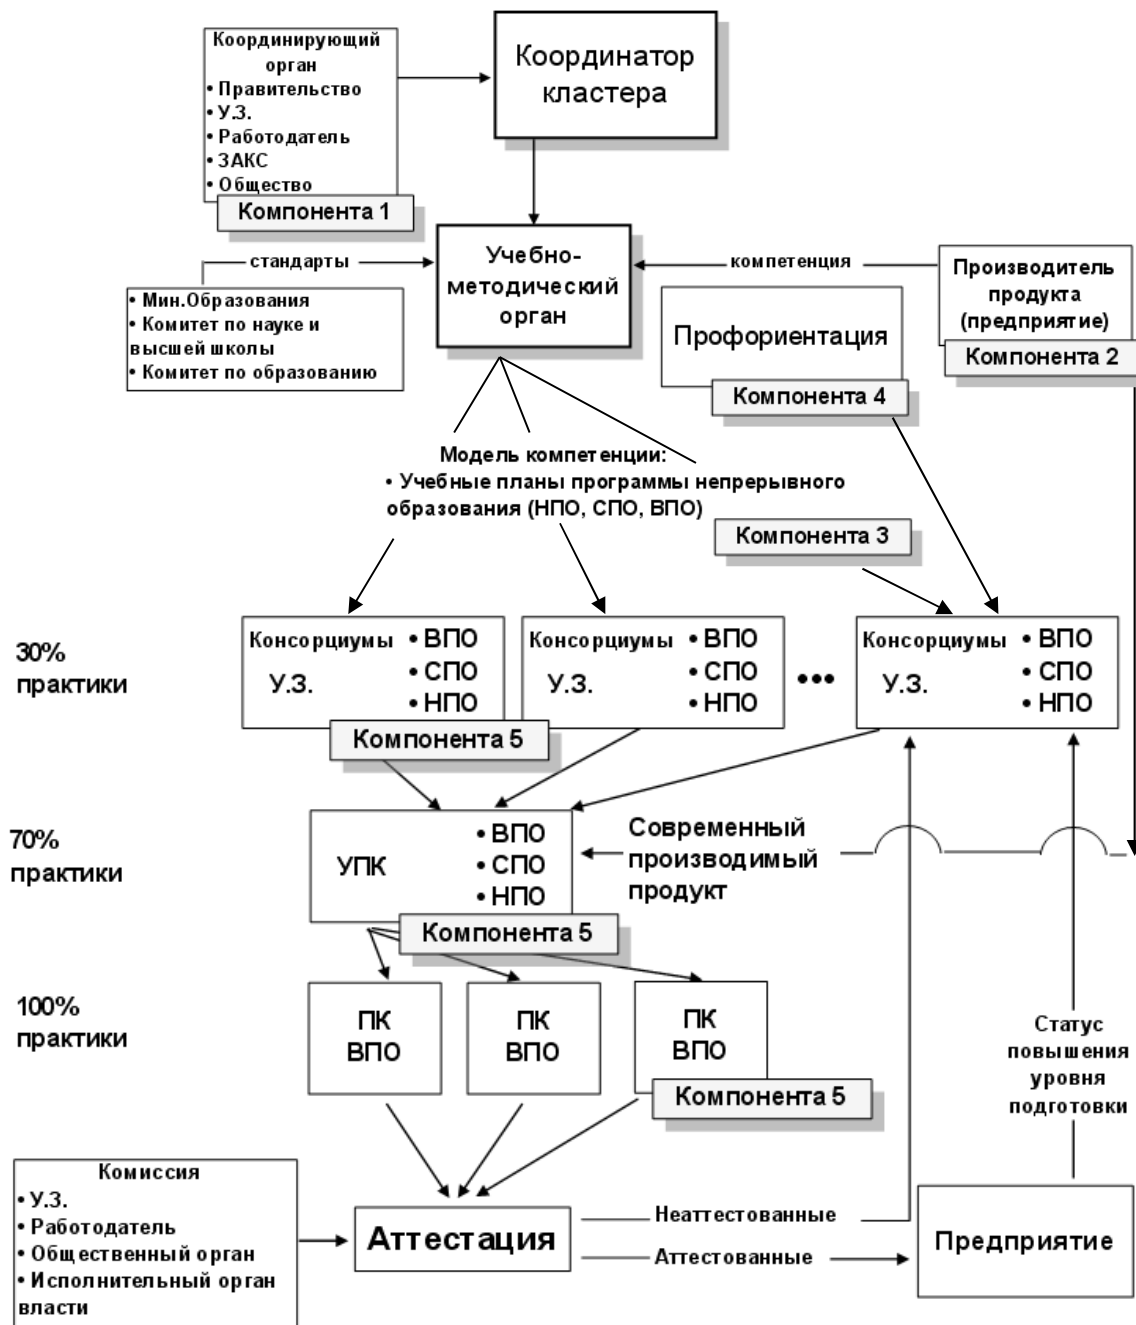 Координирующий
орган
• Правительство
• У.З.
• Работодатель
• ЗАКС
• Общество
Компонента 1
Координатор
кластера
стандарты
Учебно-
методический
орган
компетенция
Производитель
продукта
(предприятие)
Компонента 2
• Мин.Образования
• Комитет по науке и
высшей школы
• Комитет по образованию
Профориентация
Компонента 4
Модель компетенции:
• Учебные планы программы непрерывного
образования (НПО, СПО, ВПО)
Компонента 3
30%
практики
Консорциумы
У.З.
• ВПО
• СПО
• НПО
Компонента 5
Консорциумы
У.З.
• ВПО
• СПО
• НПО
•••
Консорциумы
У.З.
• ВПО
• СПО
• НПО
70%
практики
УПК
• ВПО
• СПО
• НПО
Компонента 5
Современный
производимый
продукт
100%
практики
ПК
ВПО
ПК
ВПО
ПК
ВПО
Компонента 5
Статус
повышения
уровня
подготовки
Комиссия
• У.З.
• Работодатель
• Общественный орган
• Исполнительный орган
власти
Аттестация
Неаттестованные
Аттестованные
Предприятие